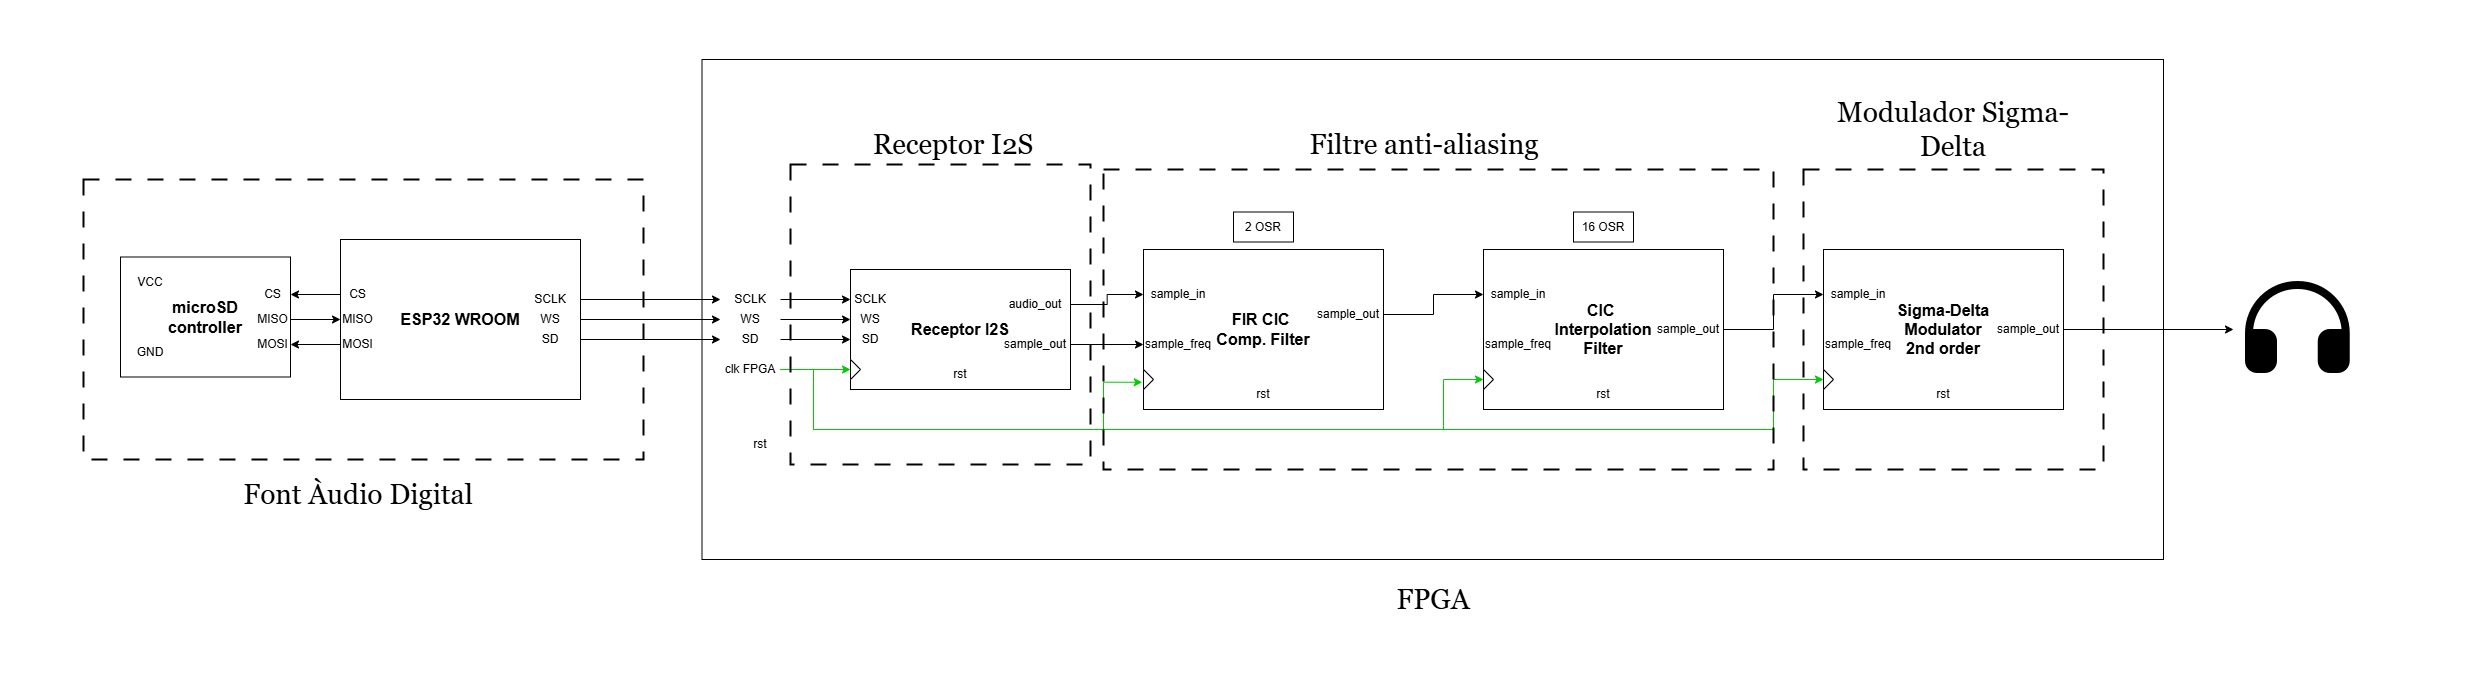 Font Àudio Digital
VCC
GND
microSD
controller
CS
MISO
MOSI
CS
MISO
MOSI
ESP32 WROOM
SCLK
WS
SD
FPGA
SCLK
WS
SD
clk FPGA
rst
Receptor I2S
SCLK
WS
SD
Receptor I2S
audio_out
sample_out
rst
Filtre anti-aliasing
2 OSR
sample_in
sample_freq
FIR CIC
Comp. Filter
sample_out
rst
16 OSR
sample_in
sample_freq
CIC
Interpolation
Filter
sample_out
rst
Modulador Sigma-
Delta
sample_in
sample_freq
Sigma-Delta
Modulator
2nd order
sample_out
rst